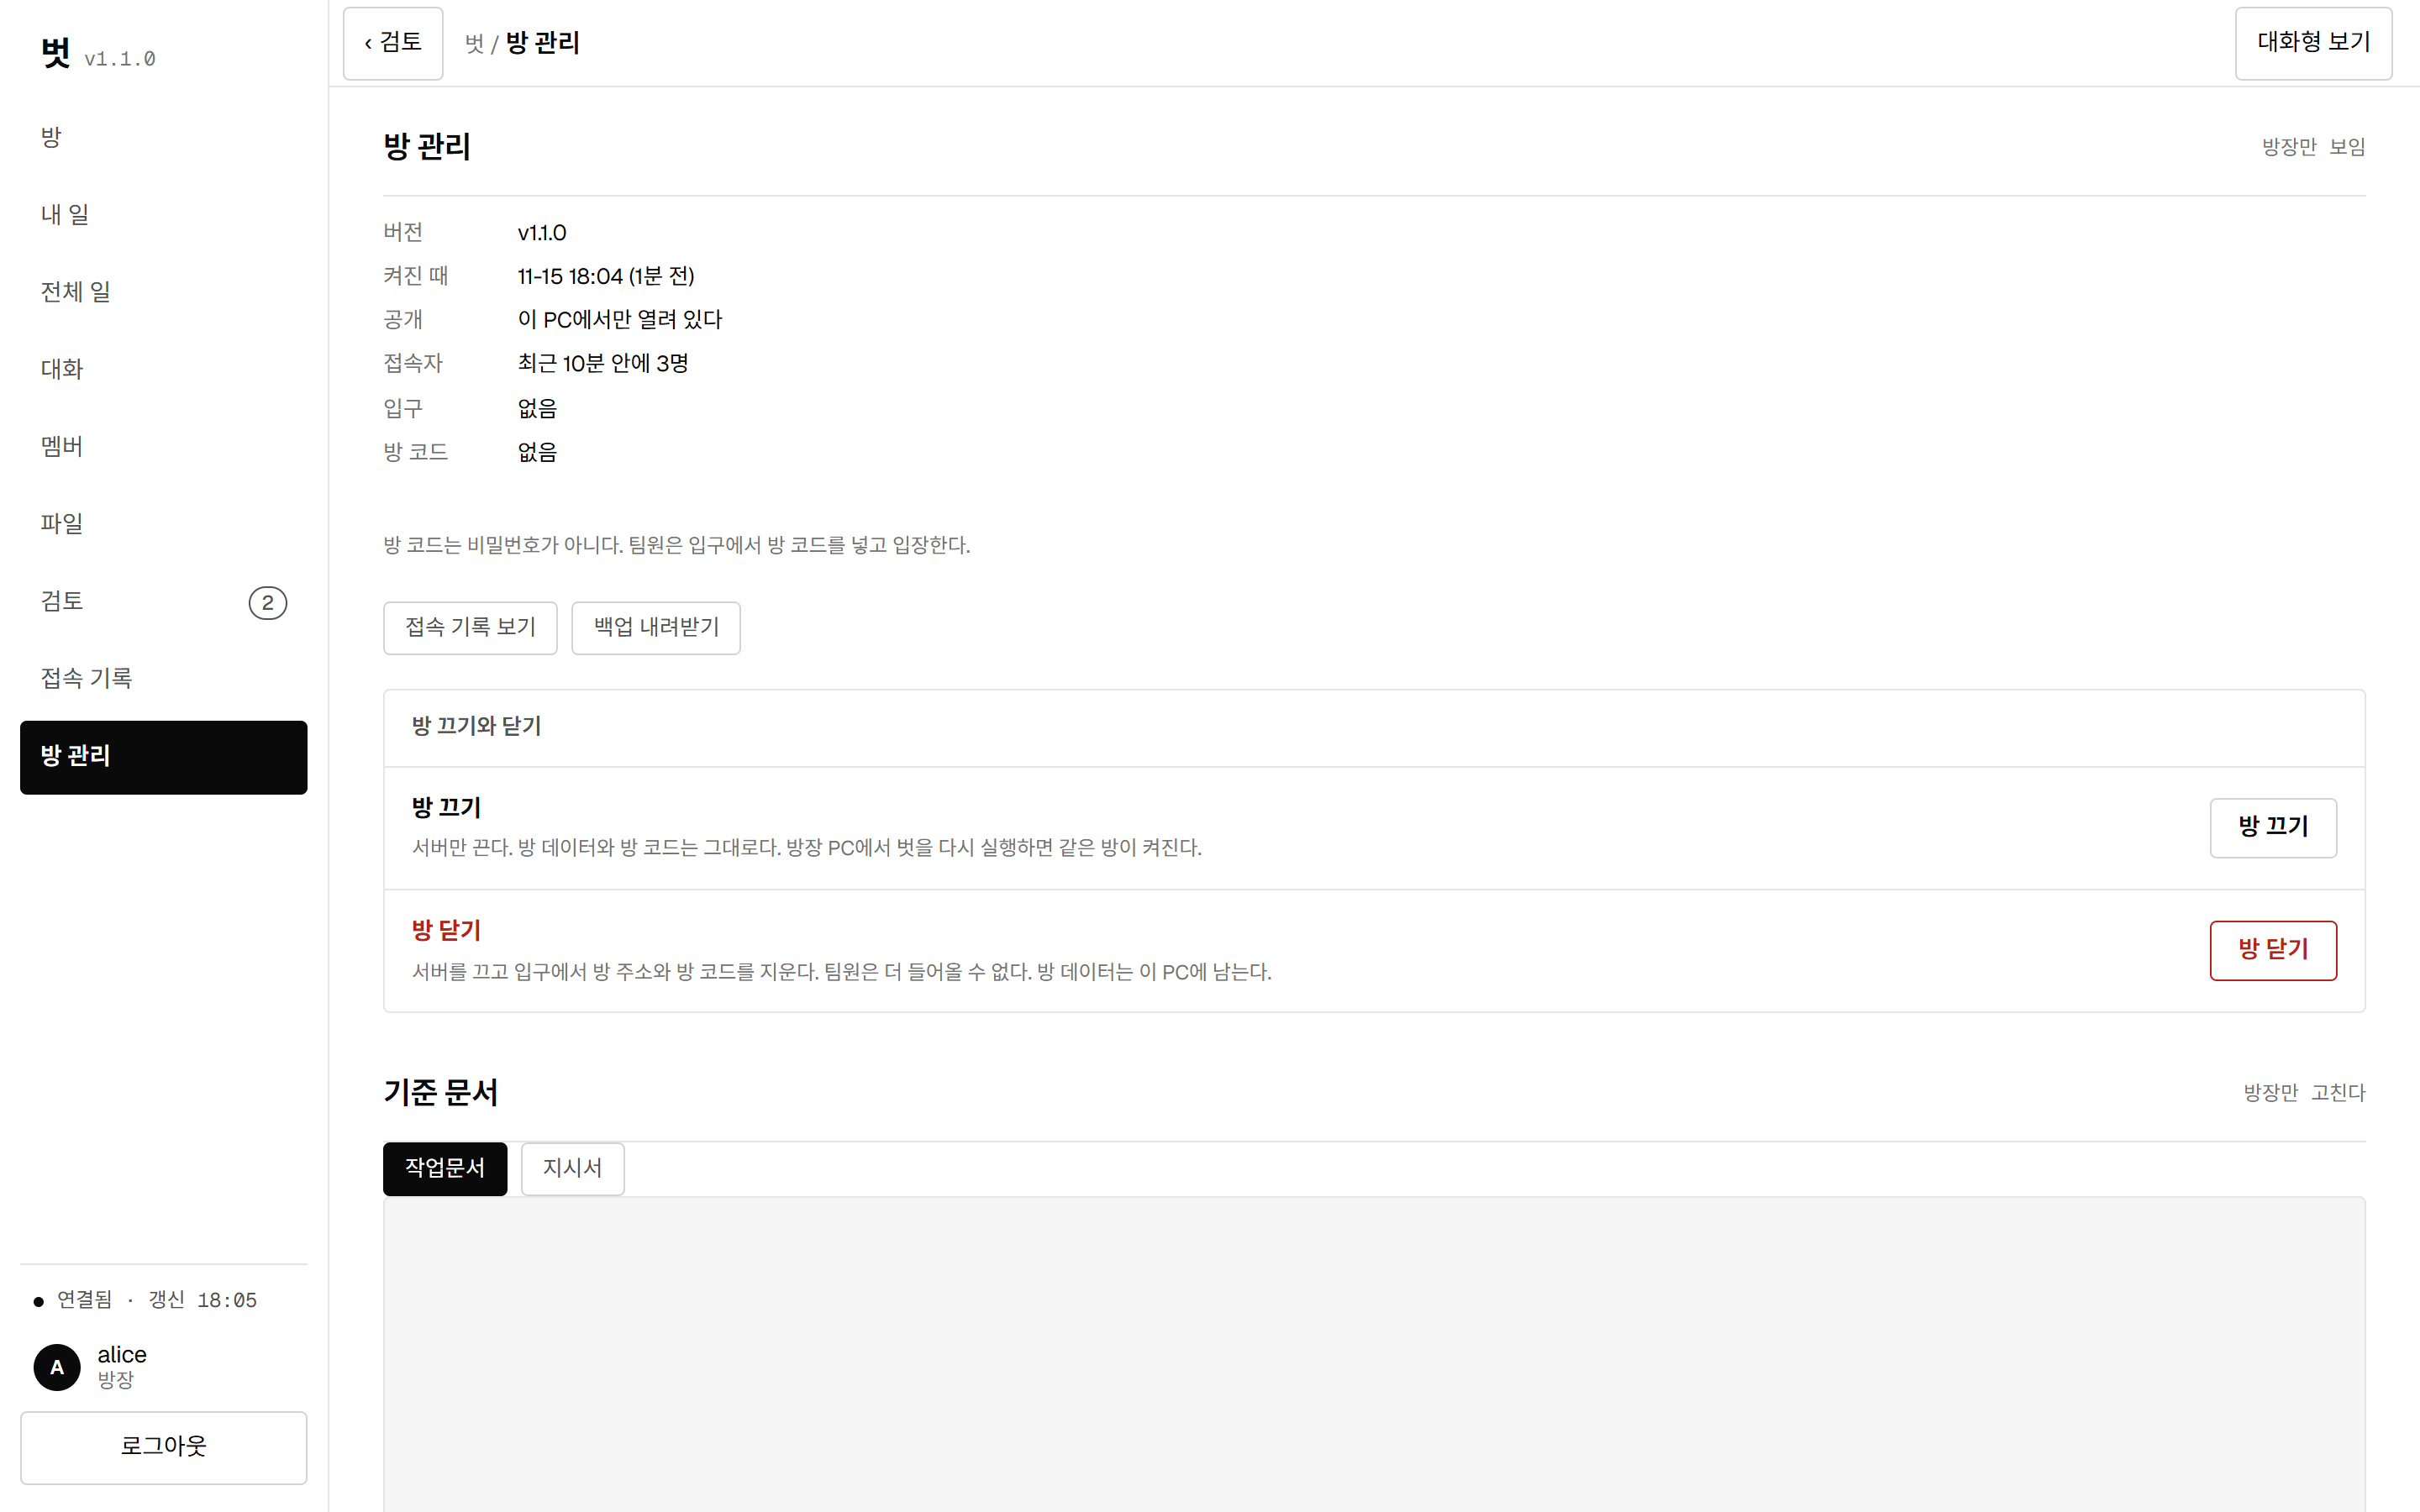 벗 v1.1.0
방
내 일
전체 일
대화
멤버
파일
검토 2
접속 기록
방 관리
연결됨 · 갱신 18:05
A
alice
방장
로그아웃
‹ 검토
벗 / 방 관리
대화형 보기
방 관리
방장만 보임
버전 v1.1.0
켜진 때 11-15 18:04 (1분 전)
공개 이 PC에서만 열려 있다
접속자 최근 10분 안에 3명
입구 없음
방 코드 없음
방 코드는 비밀번호가 아니다. 팀원은 입구에서 방 코드를 넣고 입장한다.
접속 기록 보기
백업 내려받기
방 끄기와 닫기
방 끄기
서버만 끈다. 방 데이터와 방 코드는 그대로다. 방장 PC에서 벗을 다시 실행하면 같은 방이 켜진다.
방 끄기
방 닫기
서버를 끄고 입구에서 방 주소와 방 코드를 지운다. 팀원은 더 들어올 수 없다. 방 데이터는 이 PC에 남는다.
방 닫기
기준 문서
방장만 고친다
작업문서
지시서